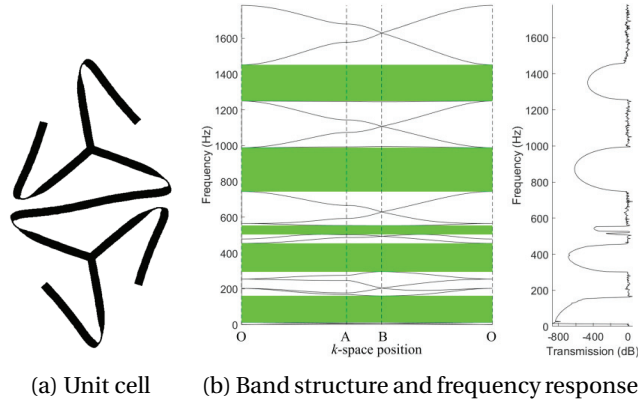 1600
1400
1200
1000
800
600
400
200
0
Frequency (Hz)
O A B O
k-space position
1600
1400
1200
1000
800
600
400
200
0
Frequency (Hz)
-800 -400 0
Transmission (dB)
(a) Unit cell
(b) Band structure and frequency response